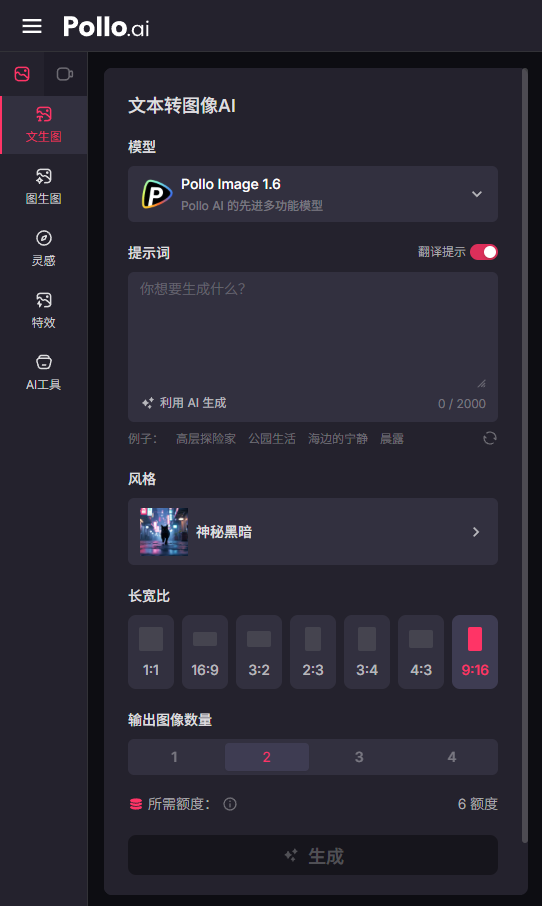 Pollo.ai
文生图
图生图
灵感
特效
AI工具
文本转图像AI
模型
Pollo Image 1.6
Pollo AI 的先进多功能模型
提示词
翻译提示
你想要生成什么？
利用 AI 生成
0 / 2000
例子： 高层探险家 公园生活 海边的宁静 晨露
风格
神秘黑暗
长宽比
1:1 16:9 3:2 2:3 3:4 4:3 9:16
输出图像数量
1 2 3 4
所需额度： 6 额度
生成